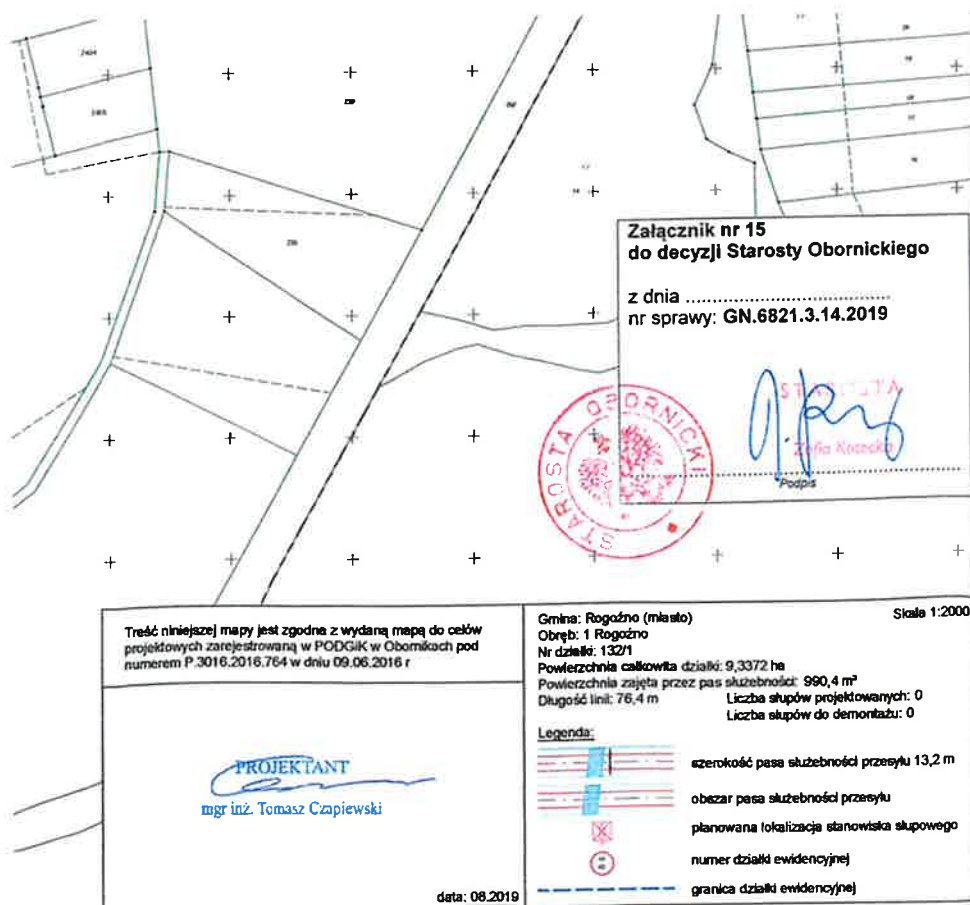 Załącznik nr 15
do decyzji Starosty Obornickiego
z dnia ........................................
nr sprawy: GN.6821.3.14.2019
STAROSTA
Zofia Kotecka
Podpis
STAROSTA OBORNICKI
Treść niniejszej mapy jest zgodna z wydaną mapą do celów
projektowych zarejestrowaną w PODGiK w Obornikach pod
numerem P.3016.2016.764 w dniu 09.06.2016 r
PROJEKTANT
mgr inż. Tomasz Czapiewski
data: 08.2019
Gmina: Rogoźno (miasto)
Skala 1:2000
Obręb: 1 Rogoźno
Nr działki: 132/1
Powierzchnia całkowita działki: 9,3372 ha
Powierzchnia zajęta przez pas służebności: 990,4 m²
Długość linii: 76,4 m
Liczba słupów projektowanych: 0
Liczba słupów do demontażu: 0
Legenda:
szerokość pasa służebności przesyłu 13,2 m
obszar pasa służebności przesyłu
planowana lokalizacja stanowiska słupowego
numer działki ewidencyjnej
granica działki ewidencyjnej